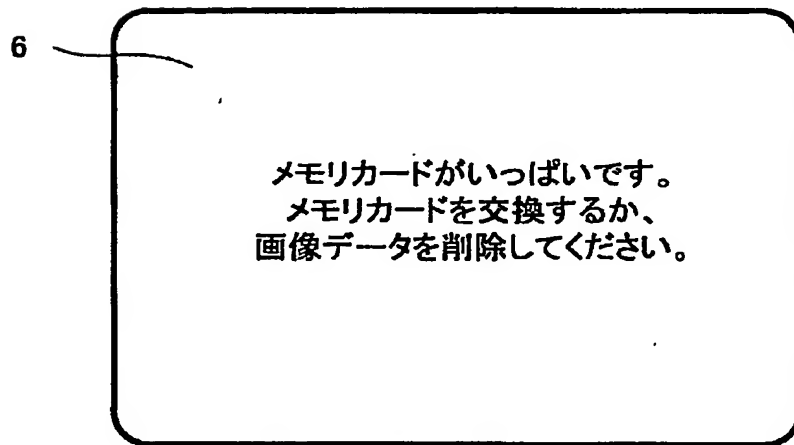 6
メモリカードがいっぱいです。
メモリカードを交換するか、
画像データを削除してください。